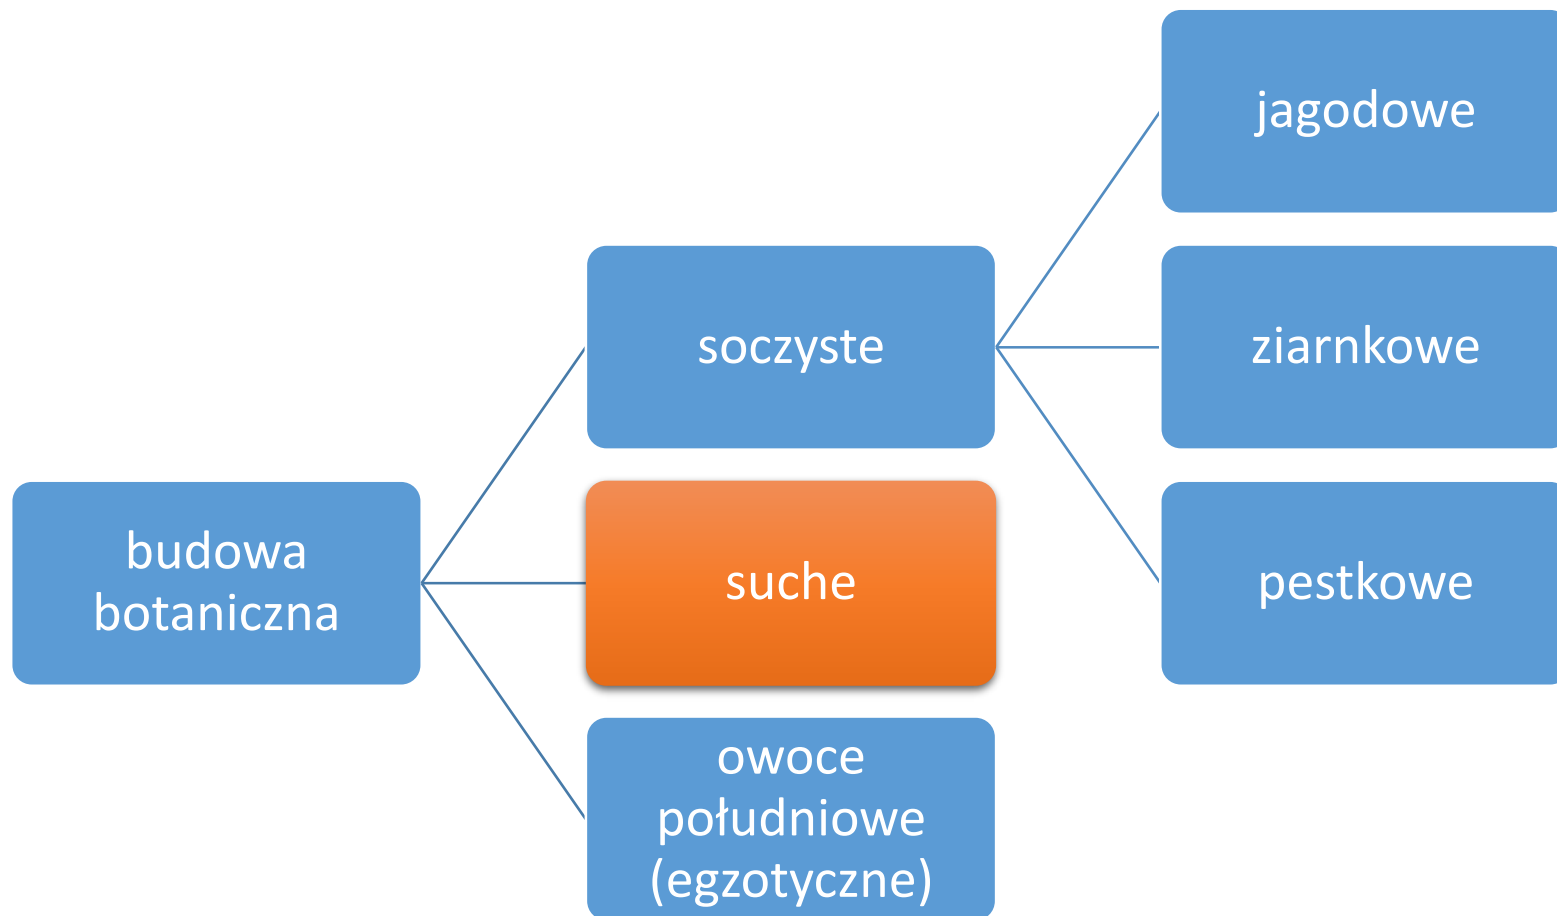 budowa
botaniczna
soczyste
suche
owoce
południowe
(egzotyczne)
jagodowe
ziarnkowe
pestkowe